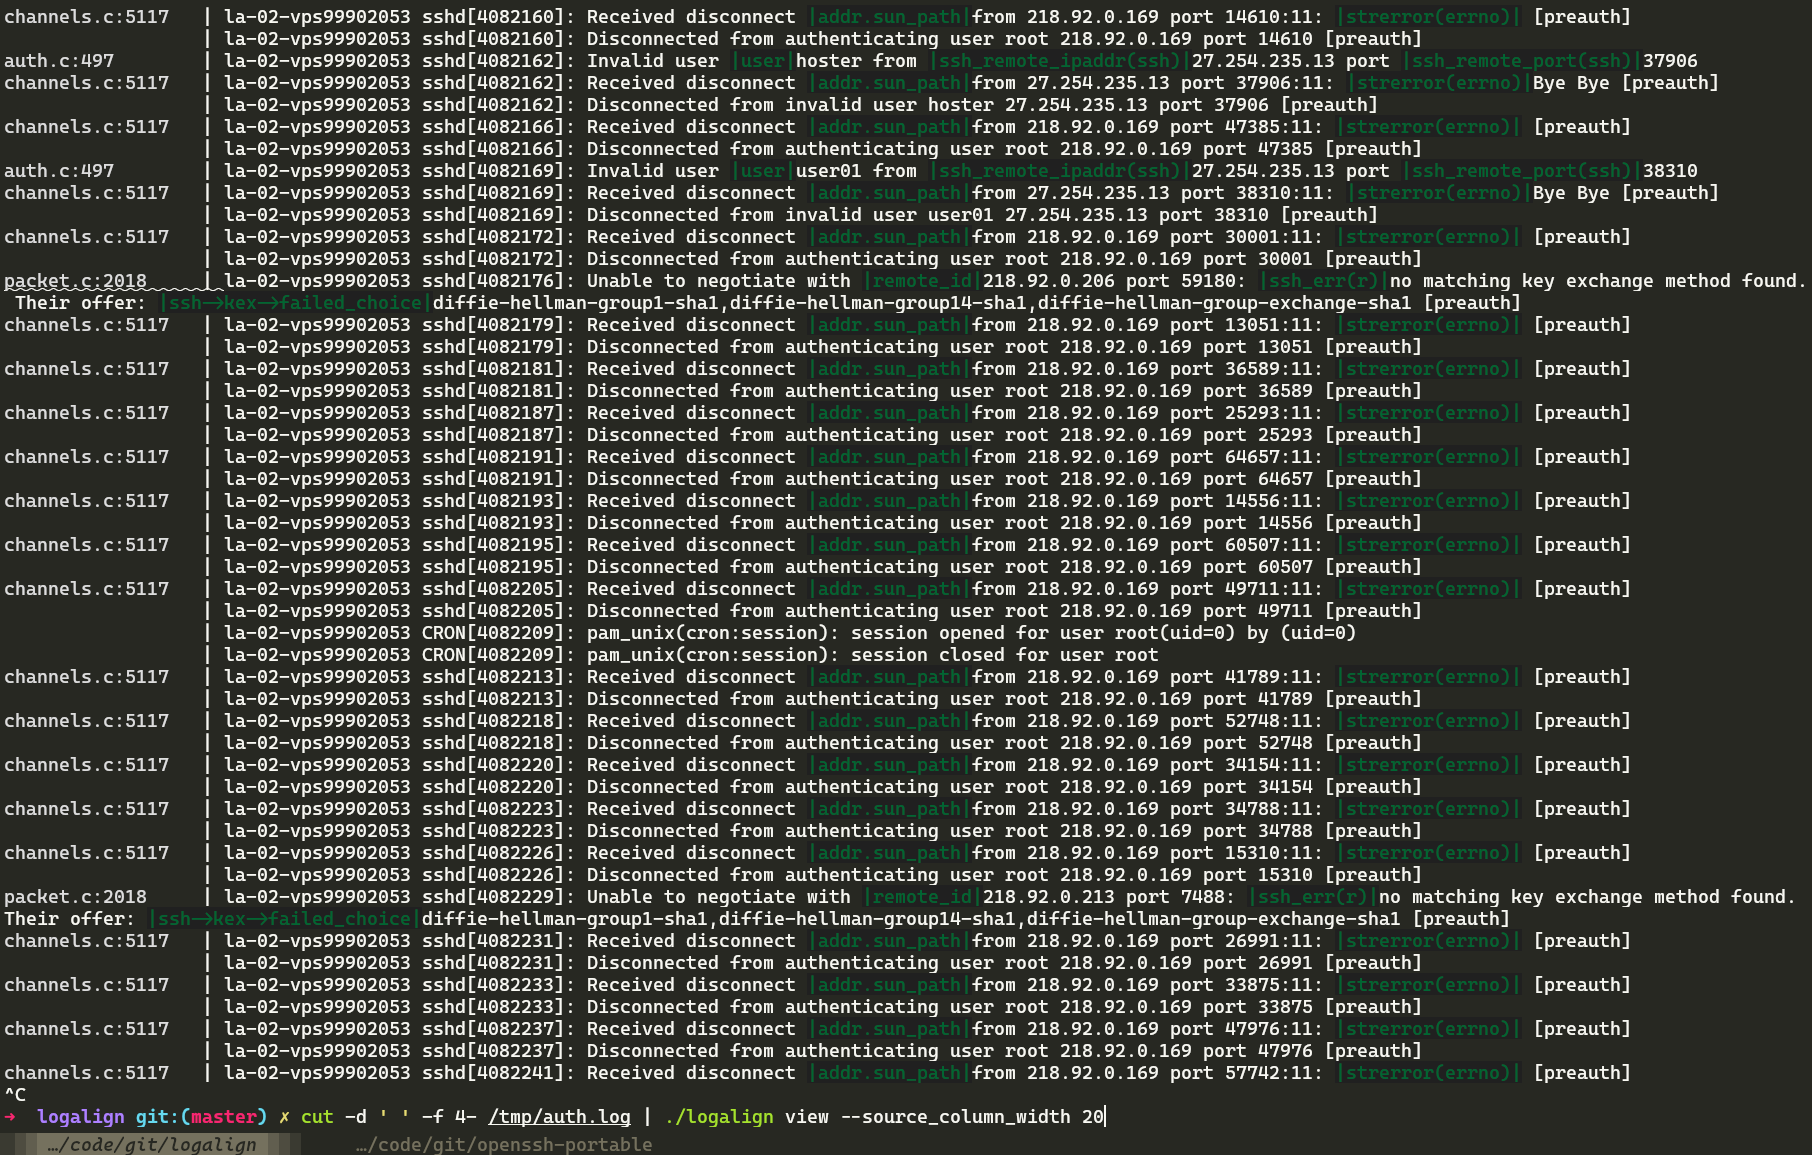 channels.c:5117   | la-02-vps99902053 sshd[4082160]: Received disconnect |addr.sun_path|from 218.92.0.169 port 14610:11: |strerror(errno)| [preauth]
                  | la-02-vps99902053 sshd[4082160]: Disconnected from authenticating user root 218.92.0.169 port 14610 [preauth]
auth.c:497        | la-02-vps99902053 sshd[4082162]: Invalid user |user|hoster from |ssh_remote_ipaddr(ssh)|27.254.235.13 port |ssh_remote_port(ssh)|37906
channels.c:5117   | la-02-vps99902053 sshd[4082162]: Received disconnect |addr.sun_path|from 27.254.235.13 port 37906:11: |strerror(errno)|Bye Bye [preauth]
                  | la-02-vps99902053 sshd[4082162]: Disconnected from invalid user hoster 27.254.235.13 port 37906 [preauth]
channels.c:5117   | la-02-vps99902053 sshd[4082166]: Received disconnect |addr.sun_path|from 218.92.0.169 port 47385:11: |strerror(errno)| [preauth]
                  | la-02-vps99902053 sshd[4082166]: Disconnected from authenticating user root 218.92.0.169 port 47385 [preauth]
auth.c:497        | la-02-vps99902053 sshd[4082169]: Invalid user |user|user01 from |ssh_remote_ipaddr(ssh)|27.254.235.13 port |ssh_remote_port(ssh)|38310
channels.c:5117   | la-02-vps99902053 sshd[4082169]: Received disconnect |addr.sun_path|from 27.254.235.13 port 38310:11: |strerror(errno)|Bye Bye [preauth]
                  | la-02-vps99902053 sshd[4082169]: Disconnected from invalid user user01 27.254.235.13 port 38310 [preauth]
channels.c:5117   | la-02-vps99902053 sshd[4082172]: Received disconnect |addr.sun_path|from 218.92.0.169 port 30001:11: |strerror(errno)| [preauth]
                  | la-02-vps99902053 sshd[4082172]: Disconnected from authenticating user root 218.92.0.169 port 30001 [preauth]
packet.c:2018     | la-02-vps99902053 sshd[4082176]: Unable to negotiate with |remote_id|218.92.0.206 port 59180: |ssh_err(r)|no matching key exchange method found.
 Their offer: |ssh->kex->failed_choice|diffie-hellman-group1-sha1,diffie-hellman-group14-sha1,diffie-hellman-group-exchange-sha1 [preauth]
channels.c:5117   | la-02-vps99902053 sshd[4082179]: Received disconnect |addr.sun_path|from 218.92.0.169 port 13051:11: |strerror(errno)| [preauth]
                  | la-02-vps99902053 sshd[4082179]: Disconnected from authenticating user root 218.92.0.169 port 13051 [preauth]
channels.c:5117   | la-02-vps99902053 sshd[4082181]: Received disconnect |addr.sun_path|from 218.92.0.169 port 36589:11: |strerror(errno)| [preauth]
                  | la-02-vps99902053 sshd[4082181]: Disconnected from authenticating user root 218.92.0.169 port 36589 [preauth]
channels.c:5117   | la-02-vps99902053 sshd[4082187]: Received disconnect |addr.sun_path|from 218.92.0.169 port 25293:11: |strerror(errno)| [preauth]
                  | la-02-vps99902053 sshd[4082187]: Disconnected from authenticating user root 218.92.0.169 port 25293 [preauth]
channels.c:5117   | la-02-vps99902053 sshd[4082191]: Received disconnect |addr.sun_path|from 218.92.0.169 port 64657:11: |strerror(errno)| [preauth]
                  | la-02-vps99902053 sshd[4082191]: Disconnected from authenticating user root 218.92.0.169 port 64657 [preauth]
channels.c:5117   | la-02-vps99902053 sshd[4082193]: Received disconnect |addr.sun_path|from 218.92.0.169 port 14556:11: |strerror(errno)| [preauth]
                  | la-02-vps99902053 sshd[4082193]: Disconnected from authenticating user root 218.92.0.169 port 14556 [preauth]
channels.c:5117   | la-02-vps99902053 sshd[4082195]: Received disconnect |addr.sun_path|from 218.92.0.169 port 60507:11: |strerror(errno)| [preauth]
                  | la-02-vps99902053 sshd[4082195]: Disconnected from authenticating user root 218.92.0.169 port 60507 [preauth]
channels.c:5117   | la-02-vps99902053 sshd[4082205]: Received disconnect |addr.sun_path|from 218.92.0.169 port 49711:11: |strerror(errno)| [preauth]
                  | la-02-vps99902053 sshd[4082205]: Disconnected from authenticating user root 218.92.0.169 port 49711 [preauth]
                  | la-02-vps99902053 CRON[4082209]: pam_unix(cron:session): session opened for user root(uid=0) by (uid=0)
                  | la-02-vps99902053 CRON[4082209]: pam_unix(cron:session): session closed for user root
channels.c:5117   | la-02-vps99902053 sshd[4082213]: Received disconnect |addr.sun_path|from 218.92.0.169 port 41789:11: |strerror(errno)| [preauth]
                  | la-02-vps99902053 sshd[4082213]: Disconnected from authenticating user root 218.92.0.169 port 41789 [preauth]
channels.c:5117   | la-02-vps99902053 sshd[4082218]: Received disconnect |addr.sun_path|from 218.92.0.169 port 52748:11: |strerror(errno)| [preauth]
                  | la-02-vps99902053 sshd[4082218]: Disconnected from authenticating user root 218.92.0.169 port 52748 [preauth]
channels.c:5117   | la-02-vps99902053 sshd[4082220]: Received disconnect |addr.sun_path|from 218.92.0.169 port 34154:11: |strerror(errno)| [preauth]
                  | la-02-vps99902053 sshd[4082220]: Disconnected from authenticating user root 218.92.0.169 port 34154 [preauth]
channels.c:5117   | la-02-vps99902053 sshd[4082223]: Received disconnect |addr.sun_path|from 218.92.0.169 port 34788:11: |strerror(errno)| [preauth]
                  | la-02-vps99902053 sshd[4082223]: Disconnected from authenticating user root 218.92.0.169 port 34788 [preauth]
channels.c:5117   | la-02-vps99902053 sshd[4082226]: Received disconnect |addr.sun_path|from 218.92.0.169 port 15310:11: |strerror(errno)| [preauth]
                  | la-02-vps99902053 sshd[4082226]: Disconnected from authenticating user root 218.92.0.169 port 15310 [preauth]
packet.c:2018     | la-02-vps99902053 sshd[4082229]: Unable to negotiate with |remote_id|218.92.0.213 port 7488: |ssh_err(r)|no matching key exchange method found.
Their offer: |ssh->kex->failed_choice|diffie-hellman-group1-sha1,diffie-hellman-group14-sha1,diffie-hellman-group-exchange-sha1 [preauth]
channels.c:5117   | la-02-vps99902053 sshd[4082231]: Received disconnect |addr.sun_path|from 218.92.0.169 port 26991:11: |strerror(errno)| [preauth]
                  | la-02-vps99902053 sshd[4082231]: Disconnected from authenticating user root 218.92.0.169 port 26991 [preauth]
channels.c:5117   | la-02-vps99902053 sshd[4082233]: Received disconnect |addr.sun_path|from 218.92.0.169 port 33875:11: |strerror(errno)| [preauth]
                  | la-02-vps99902053 sshd[4082233]: Disconnected from authenticating user root 218.92.0.169 port 33875 [preauth]
channels.c:5117   | la-02-vps99902053 sshd[4082237]: Received disconnect |addr.sun_path|from 218.92.0.169 port 47976:11: |strerror(errno)| [preauth]
                  | la-02-vps99902053 sshd[4082237]: Disconnected from authenticating user root 218.92.0.169 port 47976 [preauth]
channels.c:5117   | la-02-vps99902053 sshd[4082241]: Received disconnect |addr.sun_path|from 218.92.0.169 port 57742:11: |strerror(errno)| [preauth]
^C
➜  logalign git:(master) ✗ cut -d ' ' -f 4- /tmp/auth.log | ./logalign view --source_column_width 20
…/code/git/logalign     …/code/git/openssh-portable